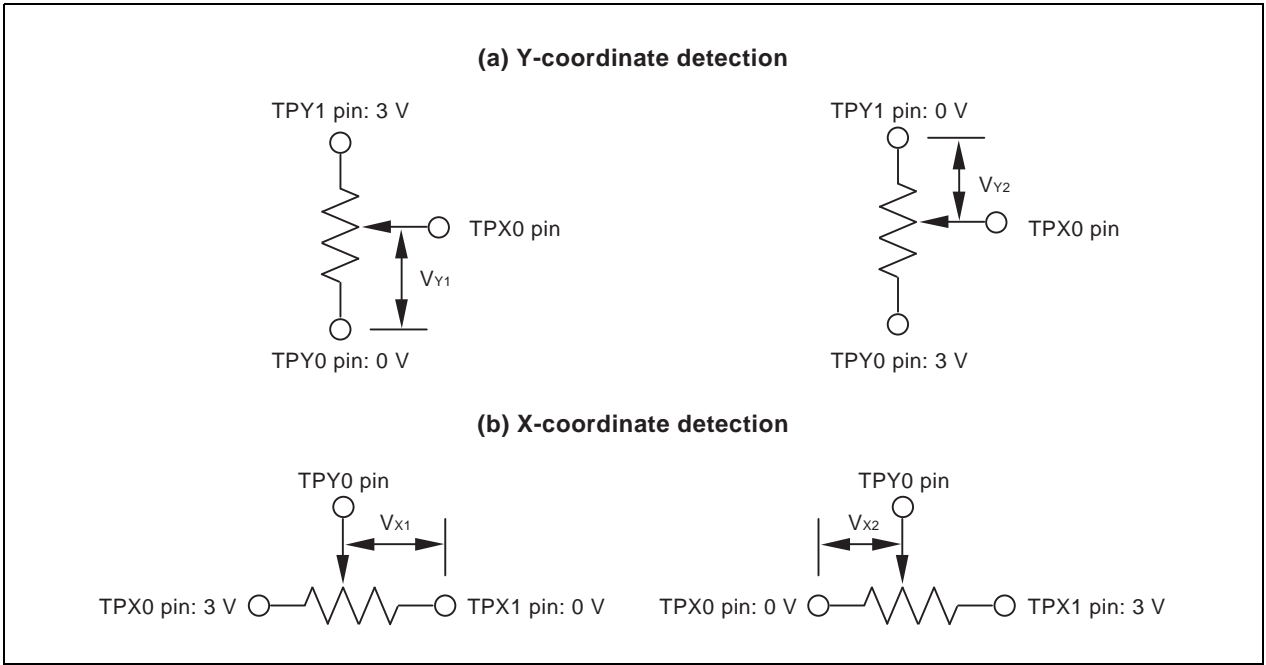 (a) Y-coordinate detection
TPY1 pin: 3 V
TPX0 pin
VY1
TPY0 pin: 0 V
TPY1 pin: 0 V
VY2
TPX0 pin
TPY0 pin: 3 V
(b) X-coordinate detection
TPY0 pin
VX1
TPX0 pin: 3 V
TPX1 pin: 0 V
TPY0 pin
VX2
TPX0 pin: 0 V
TPX1 pin: 3 V